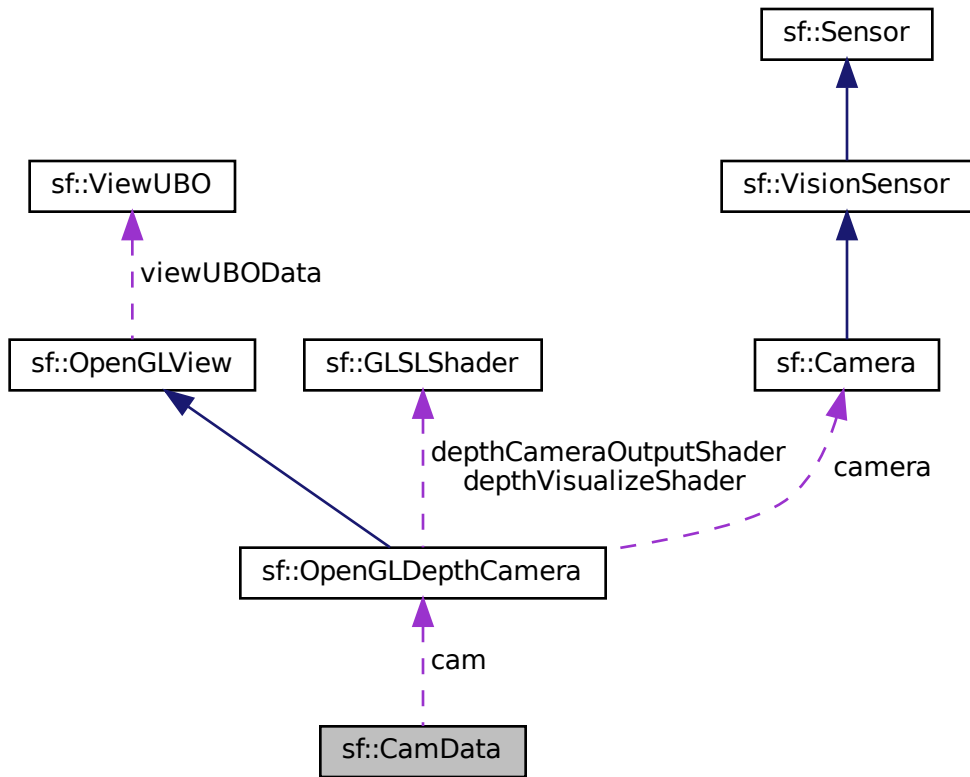 sf::Sensor
sf::ViewUBO
sf::VisionSensor
viewUBOData
sf::OpenGLView
sf::GLSLShader
sf::Camera
depthCameraOutputShader
depthVisualizeShader
camera
sf::OpenGLDepthCamera
cam
sf::CamData